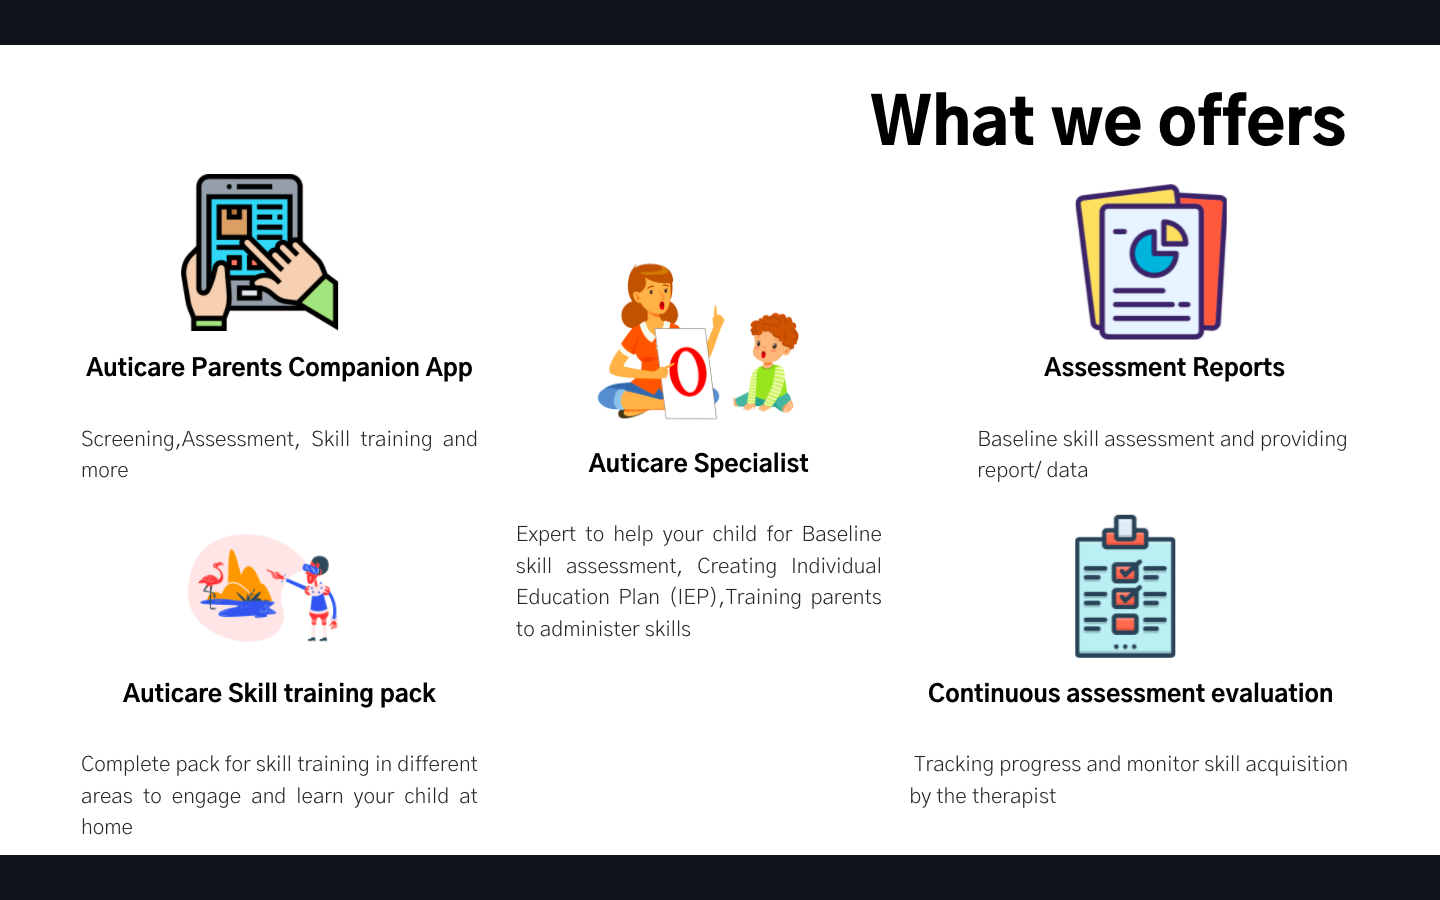 What we offers
Auticare Parents Companion App
Screening,Assessment, Skill training and
more
Auticare Skill training pack
Complete pack for skill training in different
areas to engage and learn your child at
home
O
Auticare Specialist
Expert to help your child for Baseline
skill assessment, Creating Individual
Education Plan (IEP),Training parents
to administer skills
Assessment Reports
Baseline skill assessment and providing
report/ data
Continuous assessment evaluation
Tracking progress and monitor skill acquisition
by the therapist